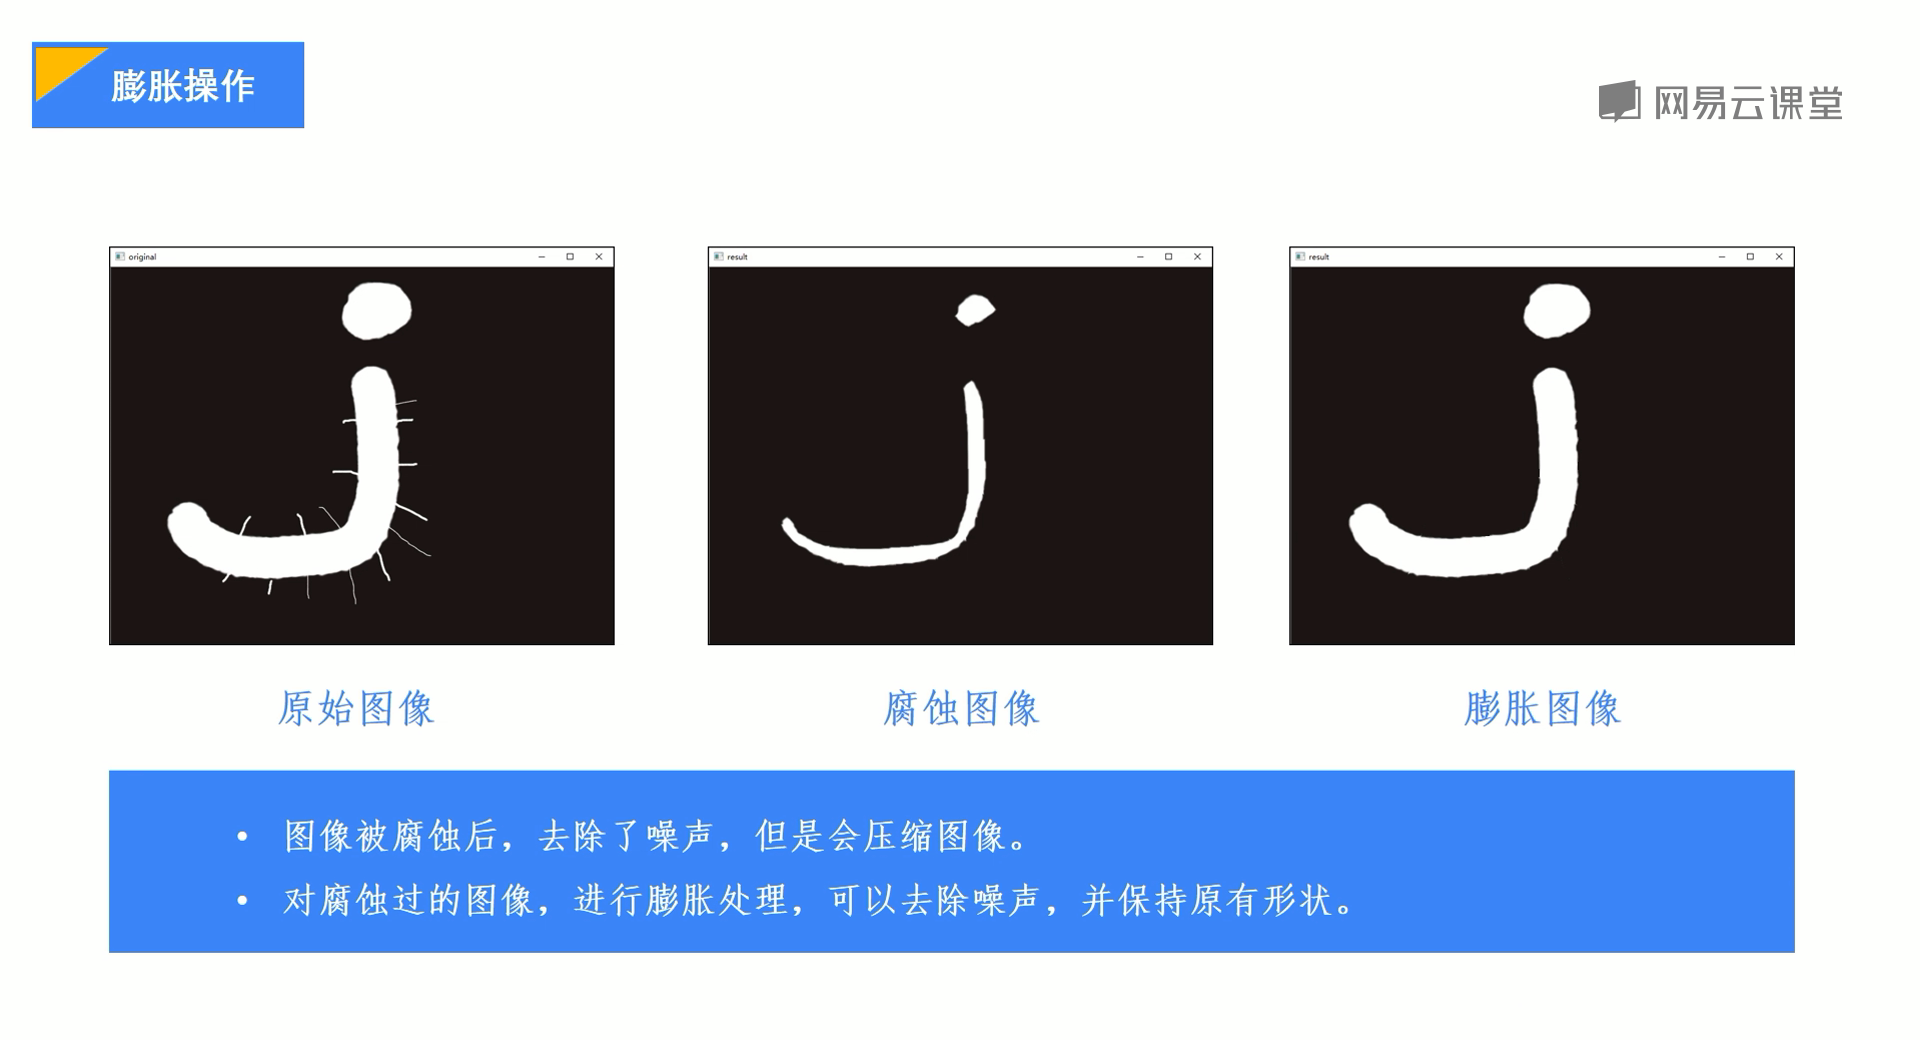 膨胀操作
网易云课堂
original
result
result
原始图像
腐蚀图像
膨胀图像
• 图像被腐蚀后，去除了噪声，但是会压缩图像。
• 对腐蚀过的图像，进行膨胀处理，可以去除噪声，并保持原有形状。